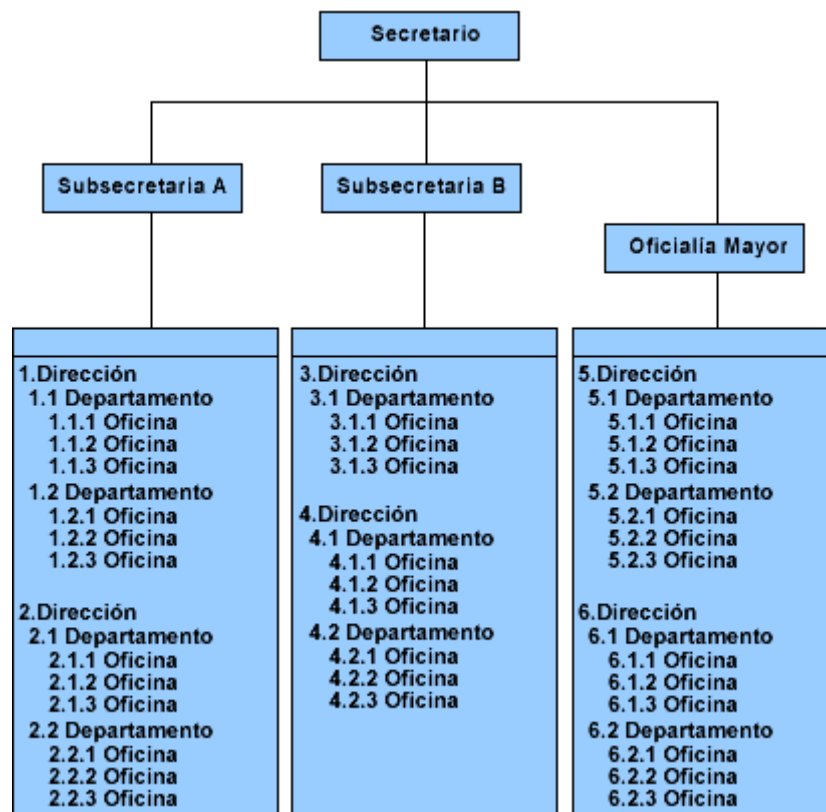 Secretario
Subsecretaria A
Subsecretaria B
Oficialía Mayor
1.Dirección
1.1 Departamento
1.1.1 Oficina
1.1.2 Oficina
1.1.3 Oficina
1.2 Departamento
1.2.1 Oficina
1.2.2 Oficina
1.2.3 Oficina
2.Dirección
2.1 Departamento
2.1.1 Oficina
2.1.2 Oficina
2.1.3 Oficina
2.2 Departamento
2.2.1 Oficina
2.2.2 Oficina
2.2.3 Oficina
3.Dirección
3.1 Departamento
3.1.1 Oficina
3.1.2 Oficina
3.1.3 Oficina
4.Dirección
4.1 Departamento
4.1.1 Oficina
4.1.2 Oficina
4.1.3 Oficina
4.2 Departamento
4.2.1 Oficina
4.2.2 Oficina
4.2.3 Oficina
5.Dirección
5.1 Departamento
5.1.1 Oficina
5.1.2 Oficina
5.1.3 Oficina
5.2 Departamento
5.2.1 Oficina
5.2.2 Oficina
5.2.3 Oficina
6.Dirección
6.1 Departamento
6.1.1 Oficina
6.1.2 Oficina
6.1.3 Oficina
6.2 Departamento
6.2.1 Oficina
6.2.2 Oficina
6.2.3 Oficina